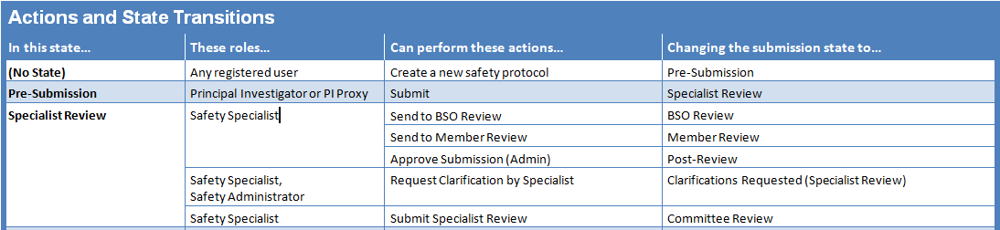 Actions and State Transitions
In this state... These roles... Can perform these actions... Changing the submission state to...
(No State) Any registered user Create a new safety protocol Pre-Submission
Pre-Submission Principal Investigator or PI Proxy Submit Specialist Review
Specialist Review Safety Specialist Send to BSO Review BSO Review
Send to Member Review Member Review
Approve Submission (Admin) Post-Review
Safety Specialist, Request Clarification by Specialist Clarifications Requested (Specialist Review)
Safety Administrator
Safety Specialist Submit Specialist Review Committee Review